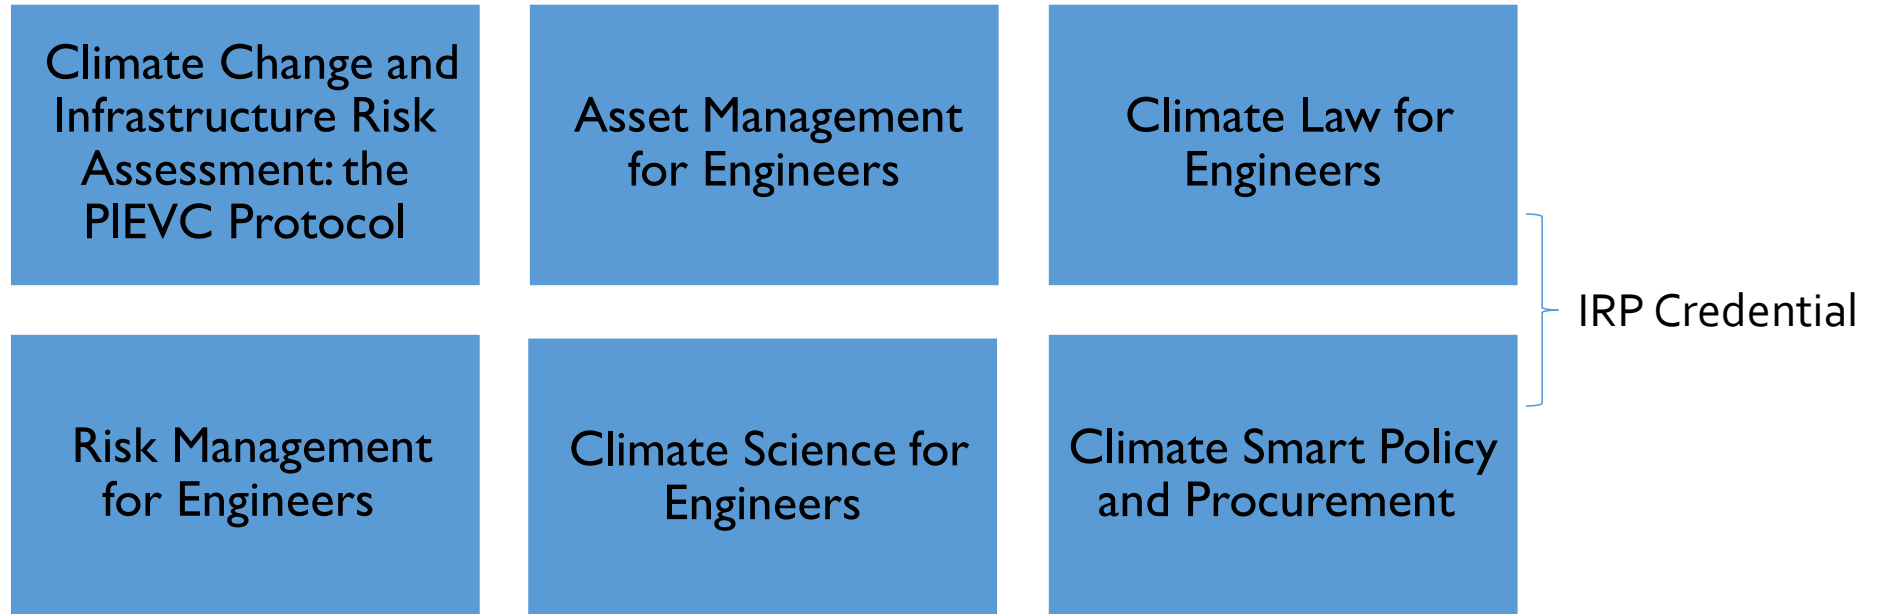 Climate Change and
Infrastructure Risk
Assessment: the
PIEVC Protocol
Asset Management
for Engineers
Climate Law for
Engineers
Risk Management
for Engineers
Climate Science for
Engineers
Climate Smart Policy
and Procurement
IRP Credential